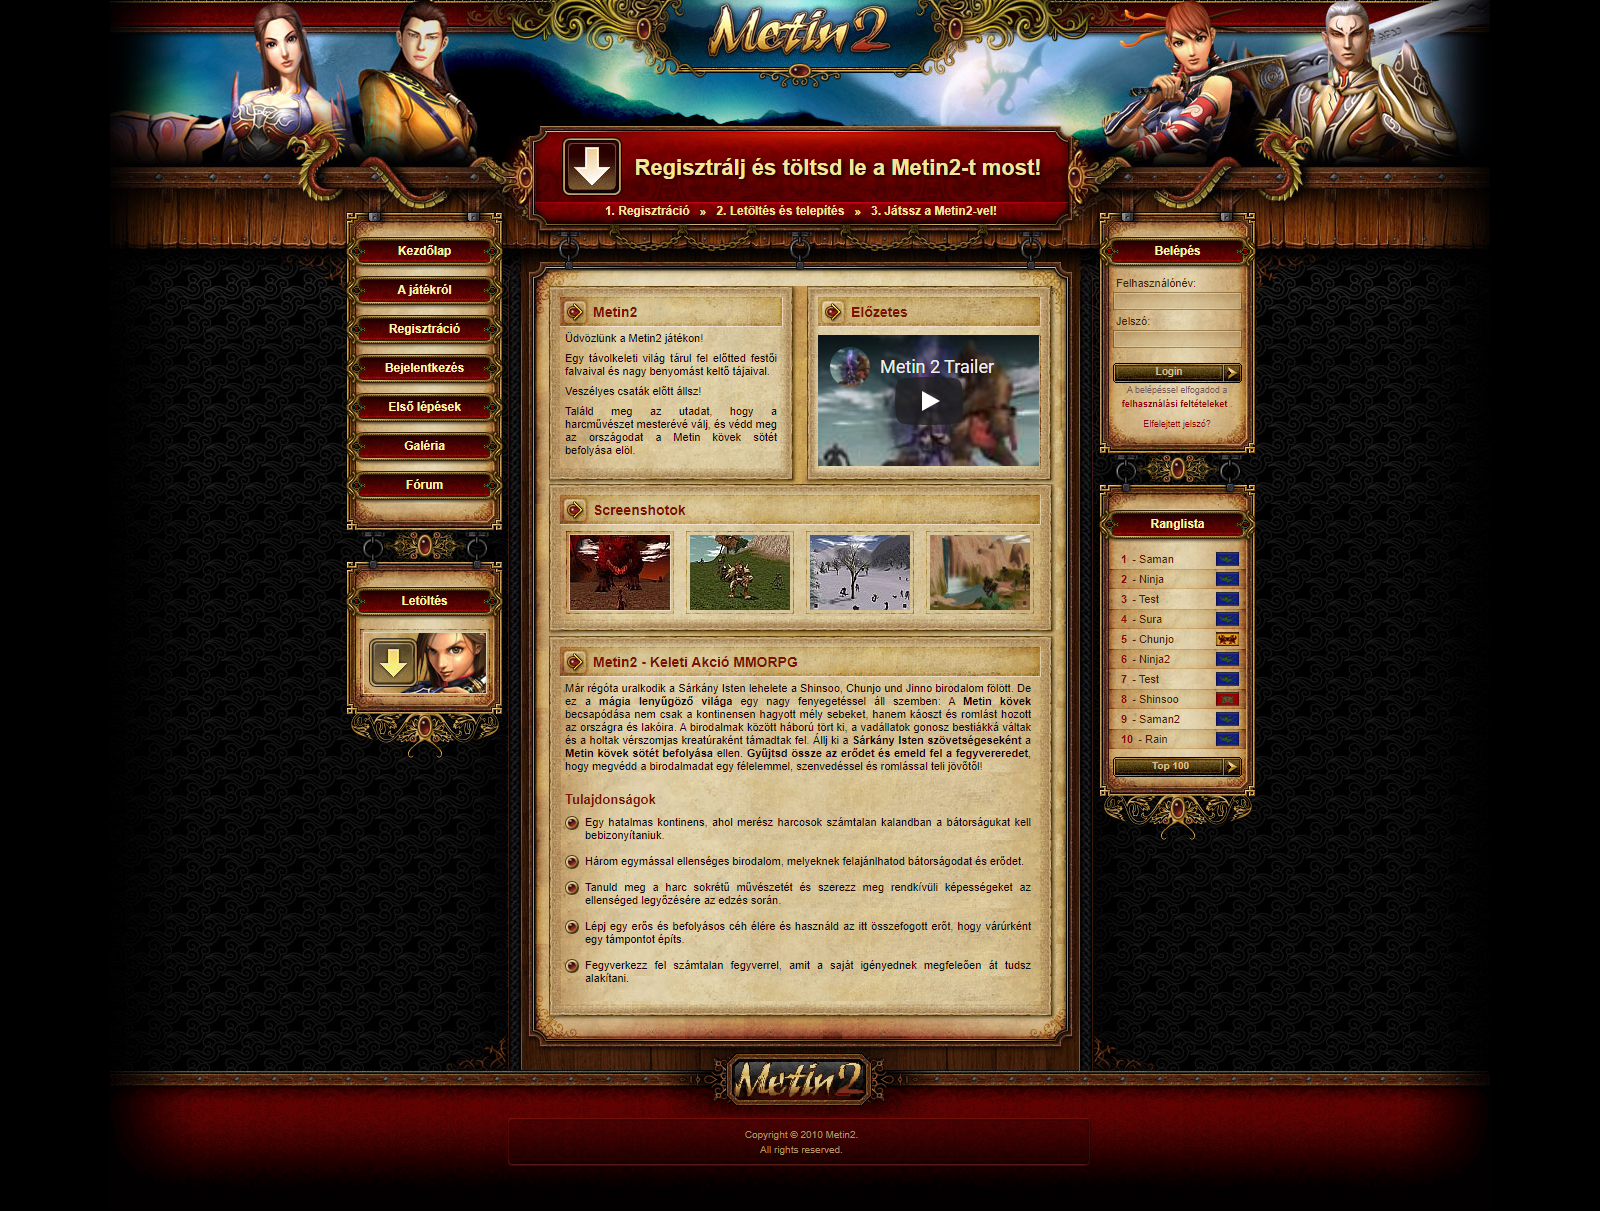 Metin2
Regisztrálj és töltsd le a Metin2-t most!
1. Regisztráció » 2. Letöltés és telepítés » 3. Játssz a Metin2-vel!
Kezdőlap
A játékról
Regisztráció
Bejelentkezés
Első lépések
Galéria
Fórum
Letöltés
Metin2
Üdvözlünk a Metin2 játékon!
Egy távolkeleti világ tárul fel előtted festői
falvaival és nagy benyomást keltő tájaival.
Veszélyes csaták előtt állsz!
Találd meg az utadat, hogy a
harcművészet mesterévé válj, és védd meg
az országodat a Metin kövek sötét
befolyása elöl.
Előzetes
Metin 2 Trailer
Screenshotok
Metin2 - Keleti Akció MMORPG
Már régóta uralkodik a Sárkány Isten lehelete a Shinsoo, Chunjo und Jinno birodalom fölött. De
ez a mágia lenyűgöző világa egy nagy fenyegetéssel áll szemben: A Metin kövek
becsapódása nem csak a kontinensen hagyott mély sebeket, hanem káoszt és romlást hozott
az országra és lakóira. A birodalmak között háború tört ki, a vadállatok gonosz bestiákká váltak
és a holtak vérszomjas kreatúraként támadtak fel. Állj ki a Sárkány Isten szövetségeseként a
Metin kövek sötét befolyása ellen. Gyűjtsd össze az erődet és emeld fel a fegyvereredet,
hogy megvédd a birodalmadat egy félelemmel, szenvedéssel és romlással teli jövőtől!
Tulajdonságok
Egy hatalmas kontinens, ahol merész harcosok számtalan kalandban a bátorságukat kell
bebizonyítaniuk.
Három egymással ellenséges birodalom, melyeknek felajánlhatod bátorságodat és erődet.
Tanuld meg a harc sokrétű művészetét és szerezz meg rendkívüli képességeket az
ellenséged legyőzésére az edzés során.
Lépj egy erős és befolyásos céh élére és használd az itt összefogott erőt, hogy várúrként
egy támpontot építs.
Fegyverkezz fel számtalan fegyverrel, amit a saját igényednek megfeleően át tudsz
alakítani.
Belépés
Felhasználónév:
Jelszó:
Login
A belépéssel elfogadod a
felhasználási feltételeket
Elfelejtett jelszó?
Ranglista
1 - Saman
2 - Ninja
3 - Test
4 - Sura
5 - Chunjo
6 - Ninja2
7 - Test
8 - Shinsoo
9 - Saman2
10 - Rain
Top 100
Metin2
Copyright © 2010 Metin2.
All rights reserved.